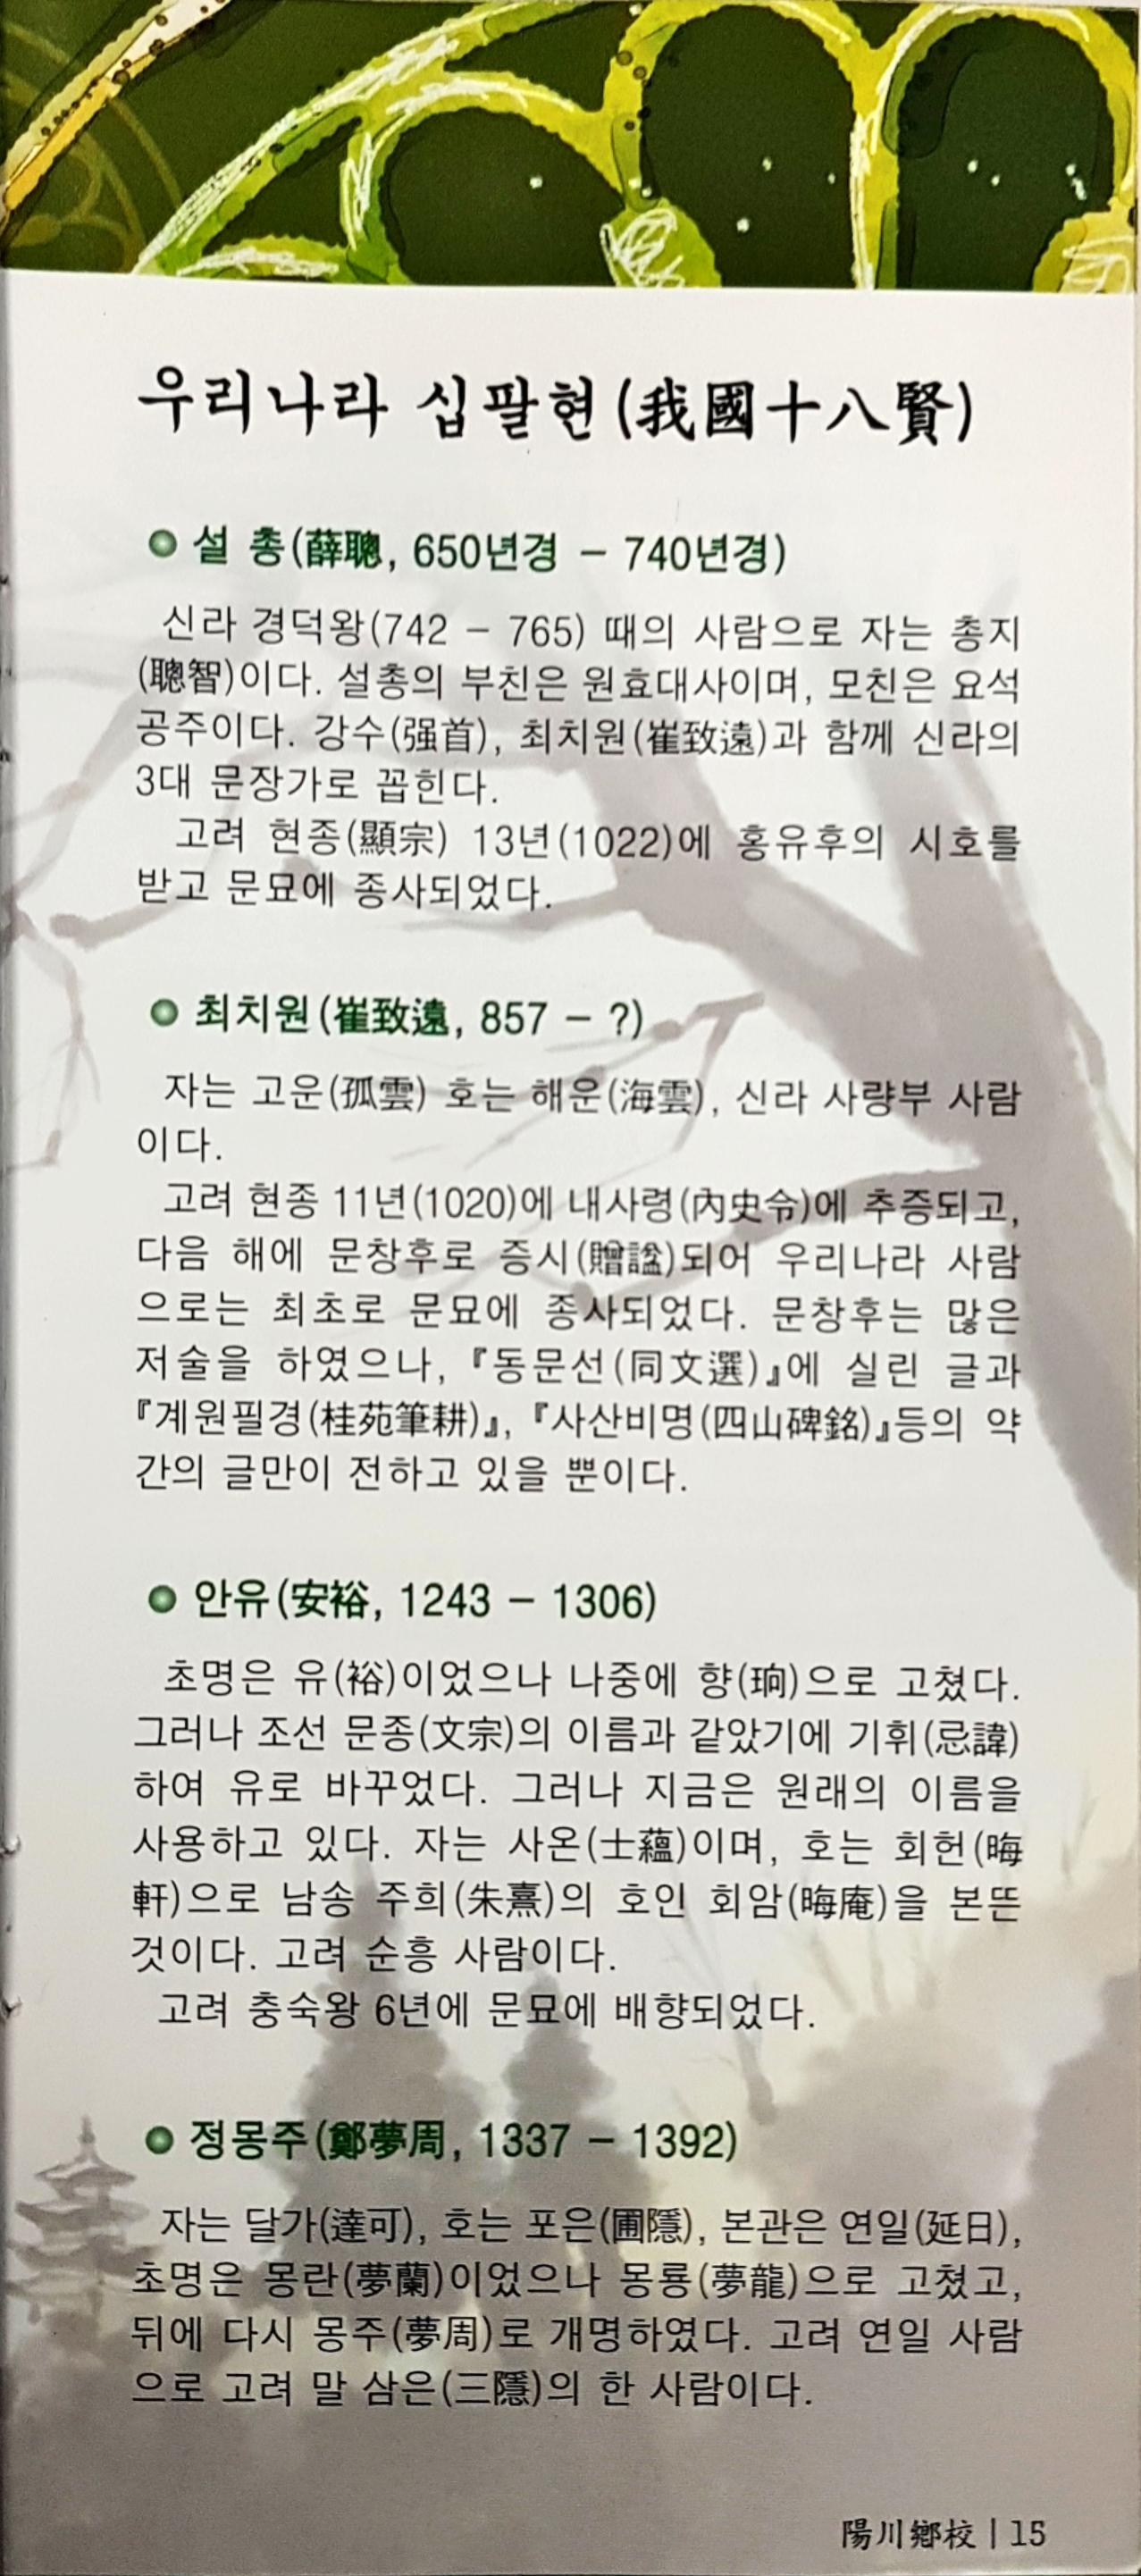 우리나라 십팔현(我國十八賢)
설 총(薛聰, 650년경 – 740년경)
신라 경덕왕(742 – 765) 때의 사람으로 자는 총지
(聰智)이다. 설총의 부친은 원효대사이며, 모친은 요석
공주이다. 강수(强首), 최치원(崔致遠)과 함께 신라의
3대 문장가로 꼽힌다.
고려 현종(顯宗) 13년(1022)에 홍유후의 시호를
받고 문묘에 종사되었다.
최치원(崔致遠, 857 – ?)
자는 고운(孤雲) 호는 해운(海雲), 신라 사량부 사람
이다.
고려 현종 11년(1020)에 내사령(內史令)에 추증되고,
다음 해에 문창후로 증시(贈諡)되어 우리나라 사람
으로는 최초로 문묘에 종사되었다. 문창후는 많은
저술을 하였으나, 『동문선(同文選)』에 실린 글과
『계원필경(桂苑筆耕)』, 『사산비명(四山碑銘)』등의 약
간의 글만이 전하고 있을 뿐이다.
안유(安裕, 1243 – 1306)
초명은 유(裕)이었으나 나중에 향(珦)으로 고쳤다.
그러나 조선 문종(文宗)의 이름과 같았기에 기휘(忌諱)
하여 유로 바꾸었다. 그러나 지금은 원래의 이름을
사용하고 있다. 자는 사온(士蘊)이며, 호는 회헌(晦
軒)으로 남송 주희(朱熹)의 호인 회암(晦庵)을 본뜬
것이다. 고려 순흥 사람이다.
고려 충숙왕 6년에 문묘에 배향되었다.
정몽주(鄭夢周, 1337 – 1392)
자는 달가(達可), 호는 포은(圃隱), 본관은 연일(延日),
초명은 몽란(夢蘭)이었으나 몽룡(夢龍)으로 고쳤고,
뒤에 다시 몽주(夢周)로 개명하였다. 고려 연일 사람
으로 고려 말 삼은(三隱)의 한 사람이다.
陽川鄕校 | 15